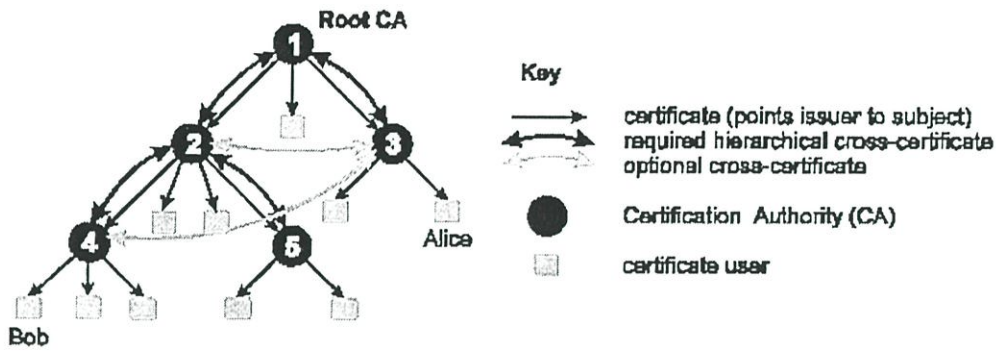 Root CA
1
Key
certificate (points issuer to subject)
required hierarchical cross-certificate
optional cross-certificate
2
3
Certification Authority (CA)
Alice
4
5
certificate user
Bob